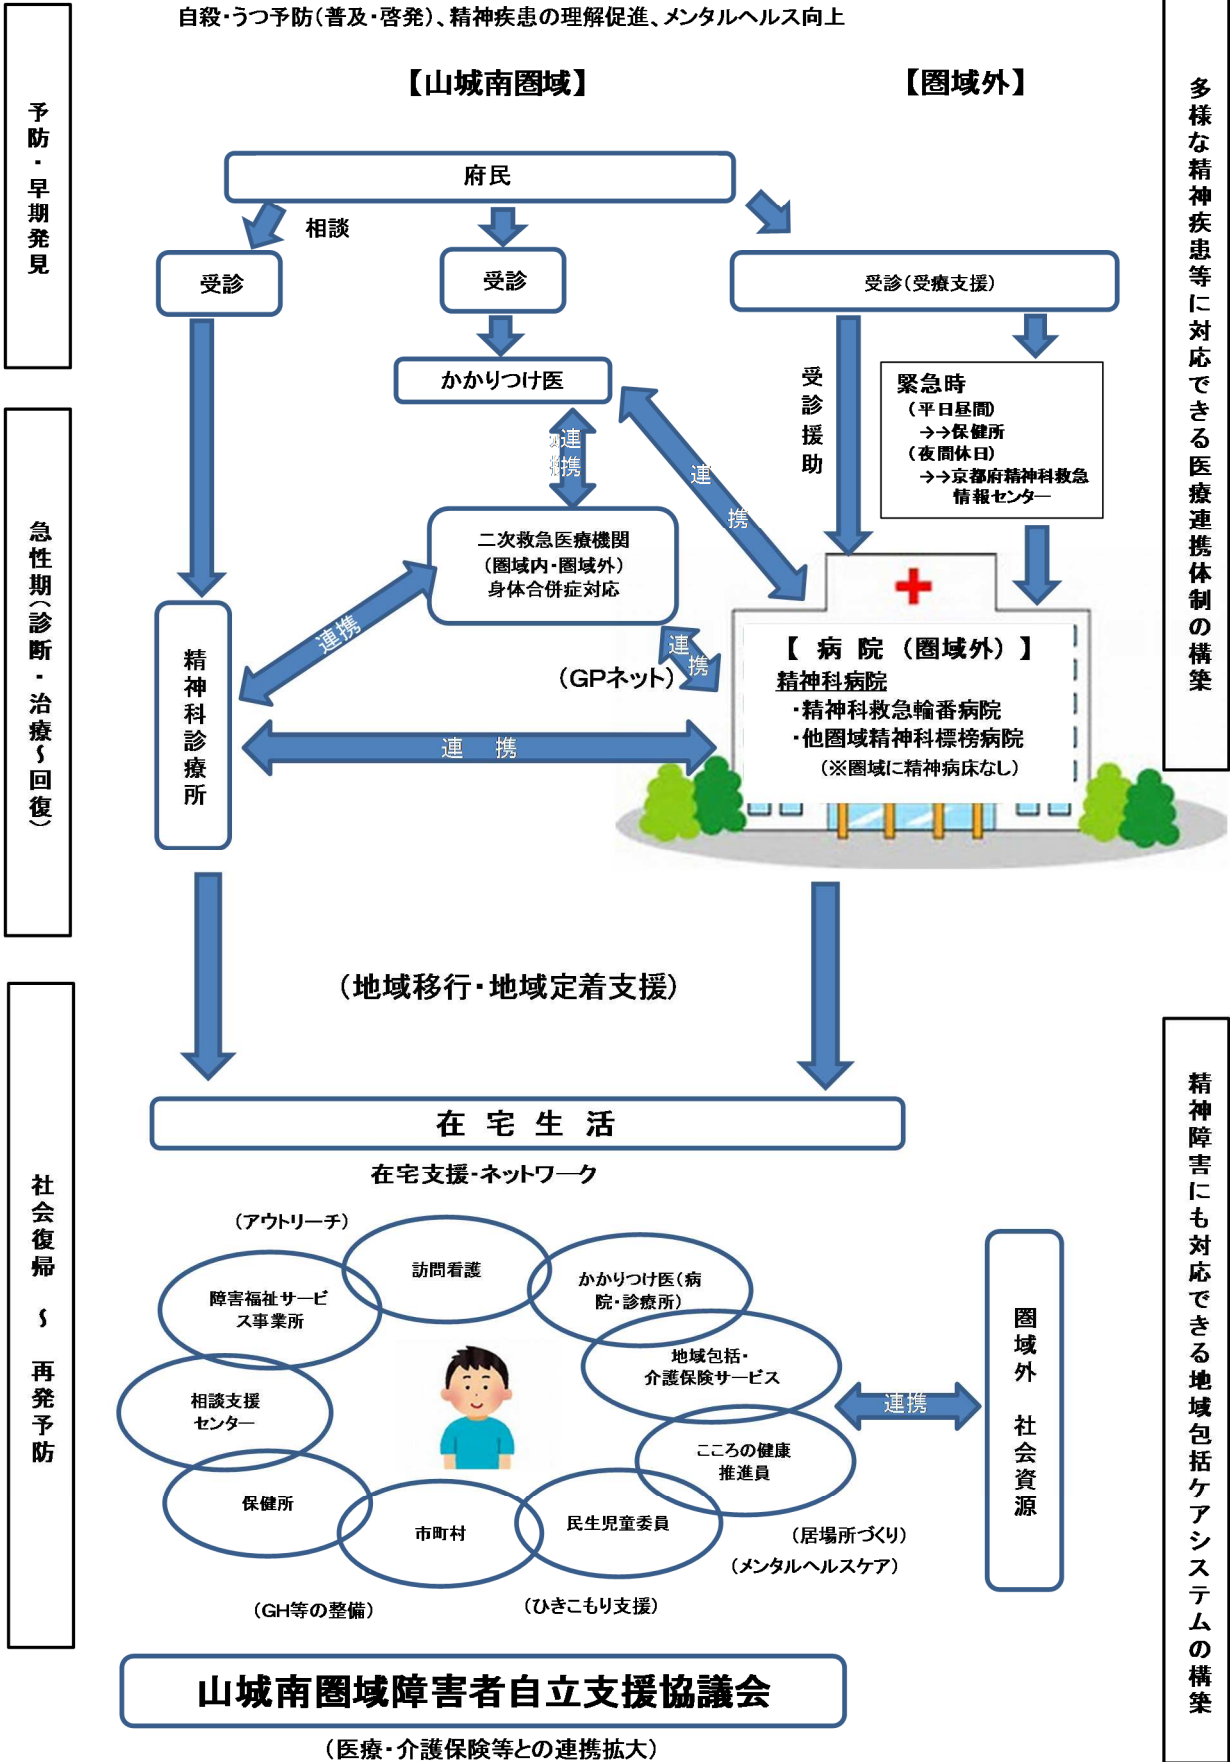 自殺・うつ予防(普及・啓発)、精神疾患の理解促進、メンタルヘルス向上
【山城南圏域】
【圏域外】
予防・早期発見
多様な精神疾患等に対応できる医療連携体制の構築
府民
相談
受診
受診
受診(受療支援)
かかりつけ医
受診援助
緊急時
(平日昼間)
→→保健所
(夜間休日)
→→京都府精神科救急
情報センター
連携
連携
急性期(診断・治療～回復)
二次救急医療機関
(圏域内・圏域外)
身体合併症対応
連携
連携
(GPネット)
精神科診療所
連　携
【 病 院 (圏域外) 】
精神科病院
・精神科救急輪番病院
・他圏域精神科標榜病院
(※圏域に精神病床なし)
(地域移行・地域定着支援)
社会復帰　～　再発予防
精神障害にも対応できる地域包括ケアシステムの構築
在 宅 生 活
在宅支援-ネットワーク
(アウトリーチ)
訪問看護
かかりつけ医(病
院・診療所)
障害福祉サービ
ス事業所
地域包括・
介護保険サービス
相談支援
センター
連携
圏域外　社会資源
こころの健康
推進員
保健所
市町村
民生児童委員
(居場所づくり)
(メンタルヘルスケア)
(GH等の整備)
(ひきこもり支援)
山城南圏域障害者自立支援協議会
(医療・介護保険等との連携拡大)